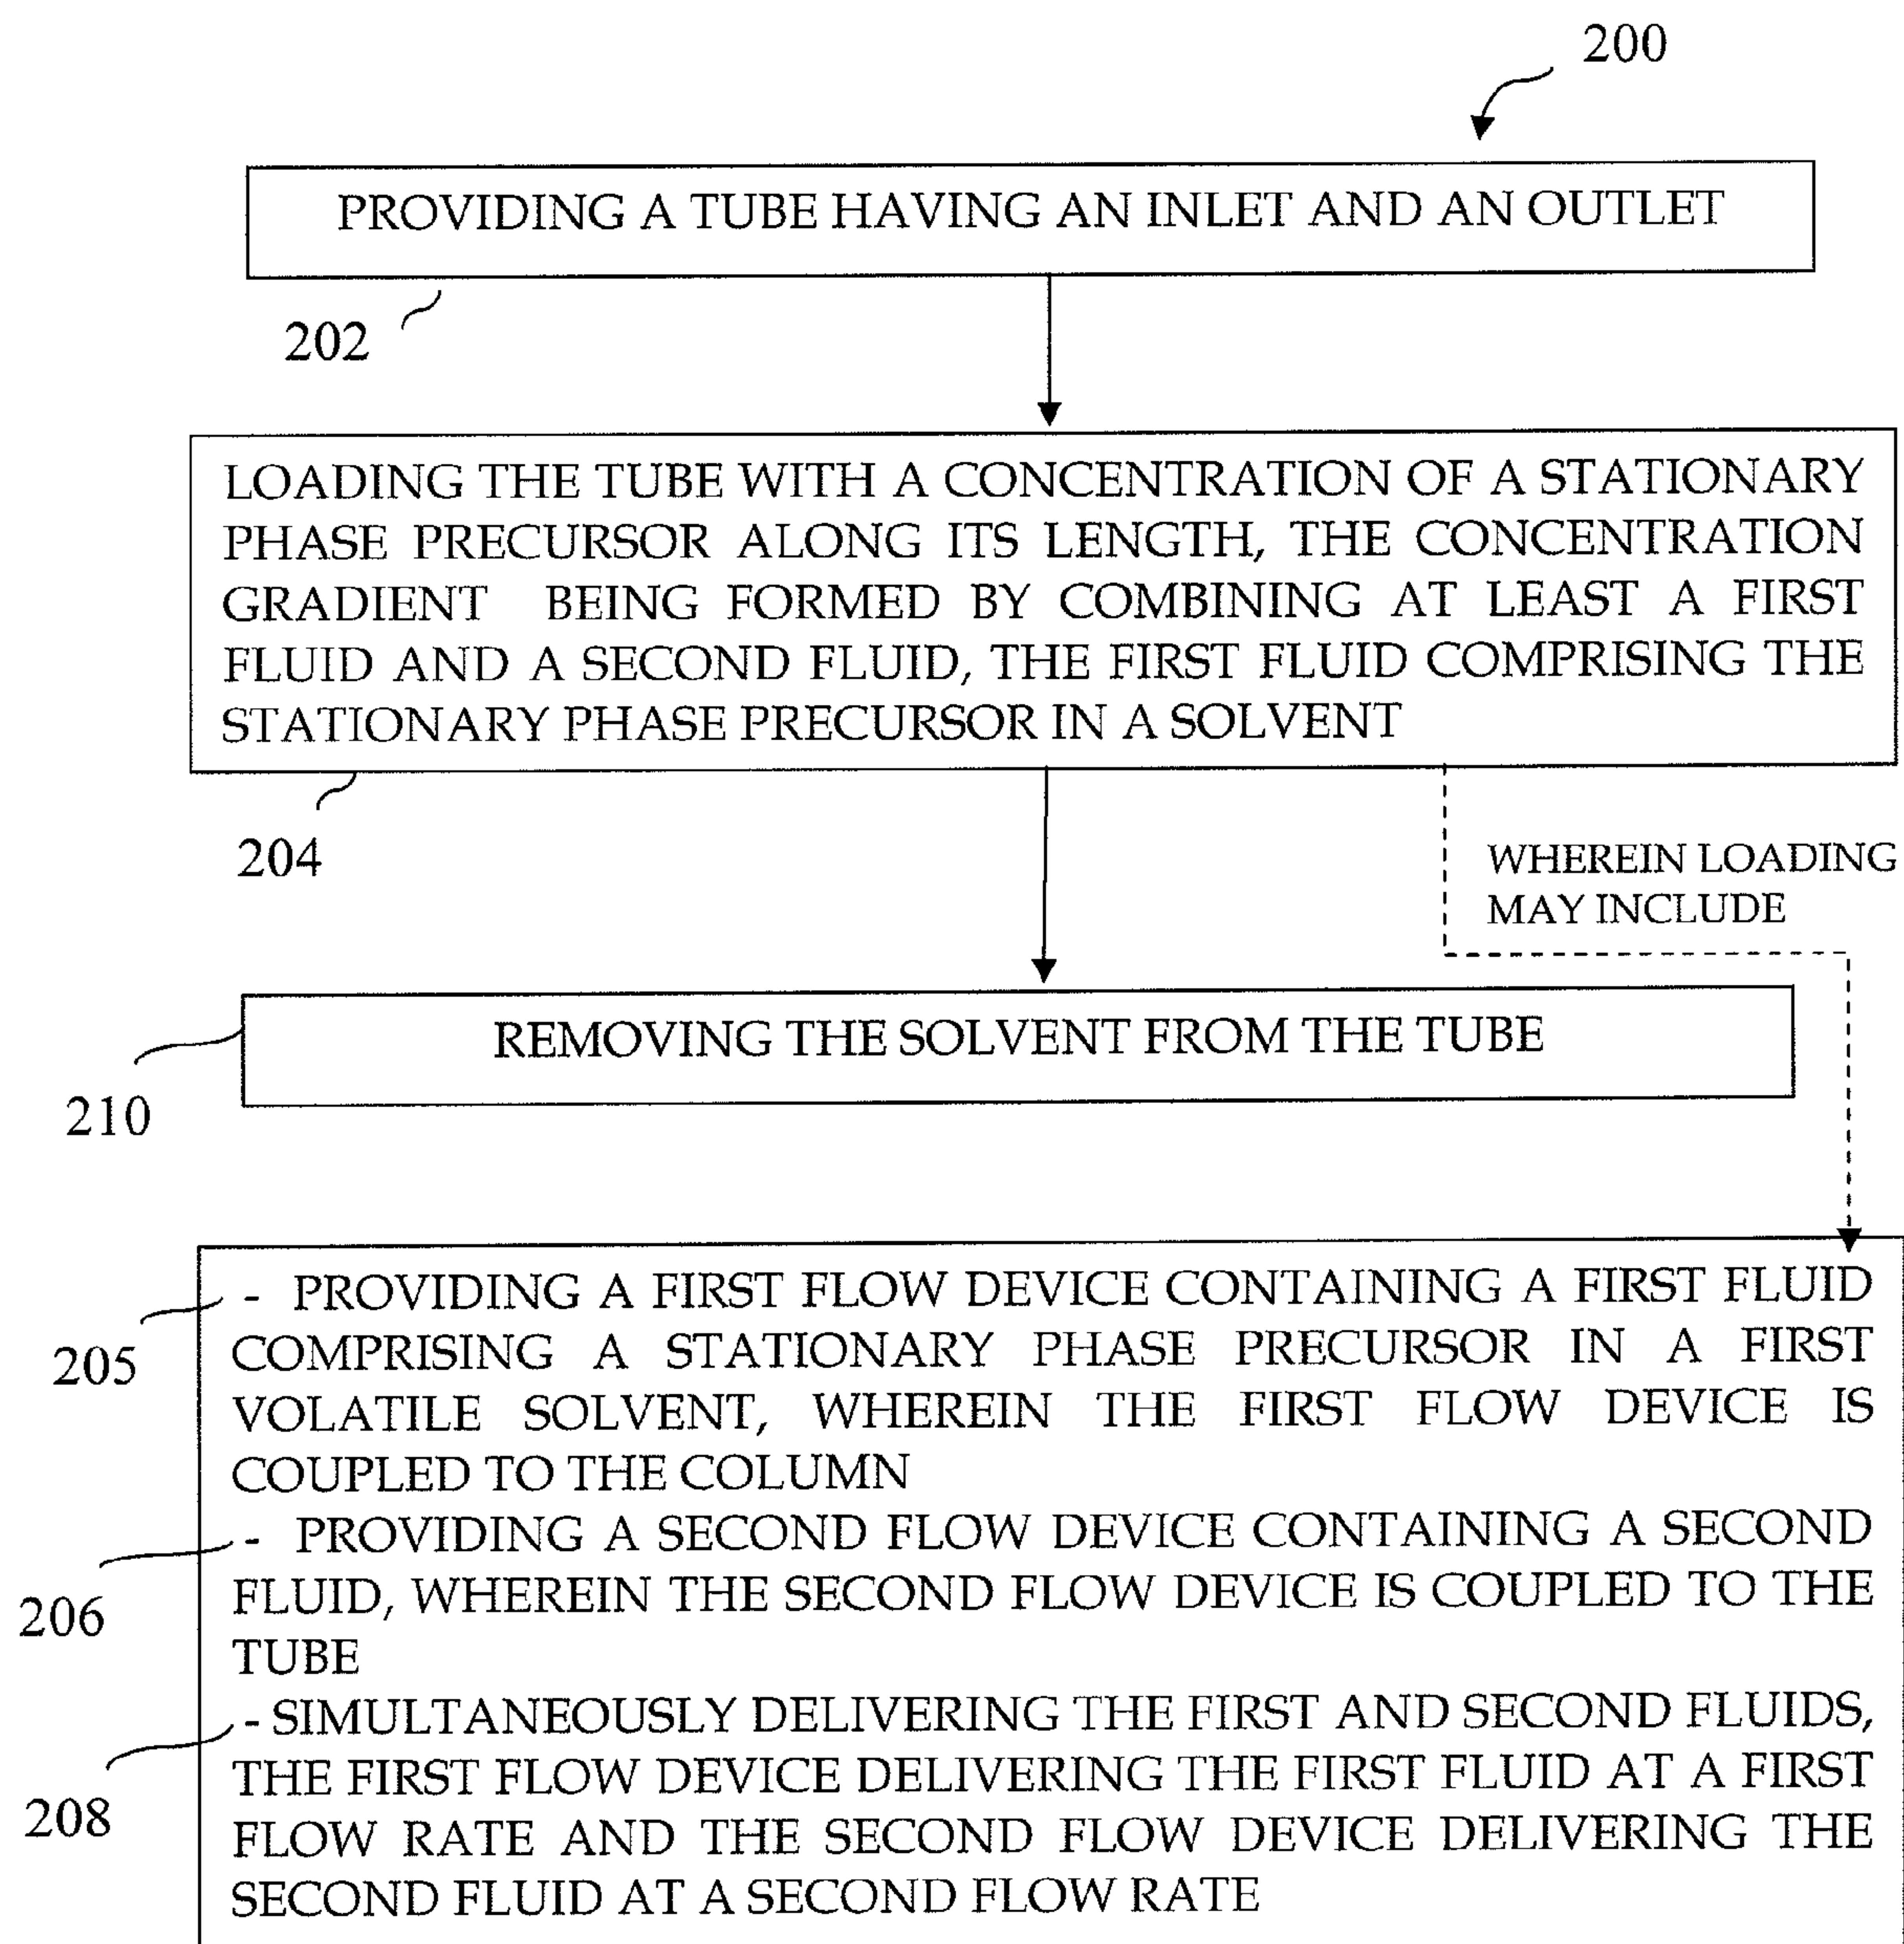 200
PROVIDING A TUBE HAVING AN INLET AND AN OUTLET
202
LOADING THE TUBE WITH A CONCENTRATION OF A STATIONARY
PHASE PRECURSOR ALONG ITS LENGTH, THE CONCENTRATION
GRADIENT BEING FORMED BY COMBINING AT LEAST A FIRST
FLUID AND A SECOND FLUID, THE FIRST FLUID COMPRISING THE
STATIONARY PHASE PRECURSOR IN A SOLVENT
204
WHEREIN LOADING
MAY INCLUDE
REMOVING THE SOLVENT FROM THE TUBE
210
- PROVIDING A FIRST FLOW DEVICE CONTAINING A FIRST FLUID
205
COMPRISING A STATIONARY PHASE PRECURSOR IN A FIRST
VOLATILE SOLVENT, WHEREIN THE FIRST FLOW DEVICE IS
COUPLED TO THE COLUMN
- PROVIDING A SECOND FLOW DEVICE CONTAINING A SECOND
206
FLUID, WHEREIN THE SECOND FLOW DEVICE IS COUPLED TO THE
TUBE
- SIMULTANEOUSLY DELIVERING THE FIRST AND SECOND FLUIDS,
208
THE FIRST FLOW DEVICE DELIVERING THE FIRST FLUID AT A FIRST
FLOW RATE AND THE SECOND FLOW DEVICE DELIVERING THE
SECOND FLUID AT A SECOND FLOW RATE